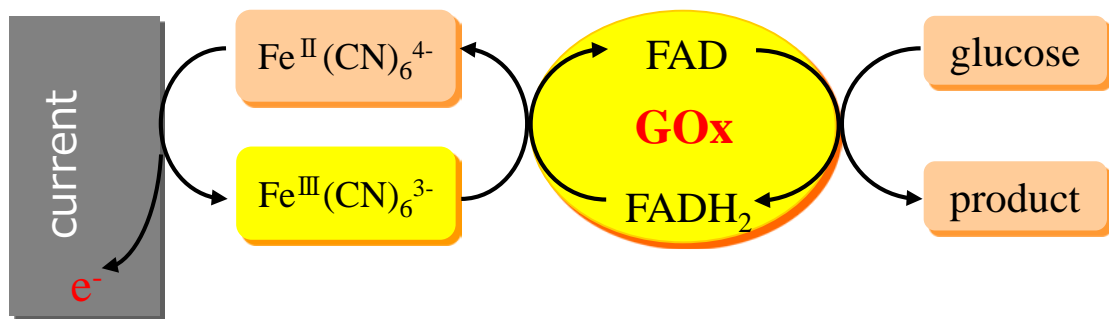 current
e⁻
Feᴵᴵ(CN)₆⁴⁻
Feᴵᴵᴵ(CN)₆³⁻
FAD
GOx
FADH₂
glucose
product